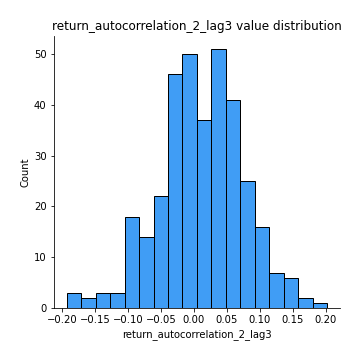 return_autocorrelation_2_lag3 value distribution
50
40
30
20
10
0
Count
−0.20 −0.15 −0.10 −0.05 0.00 0.05 0.10 0.15 0.20
return_autocorrelation_2_lag3